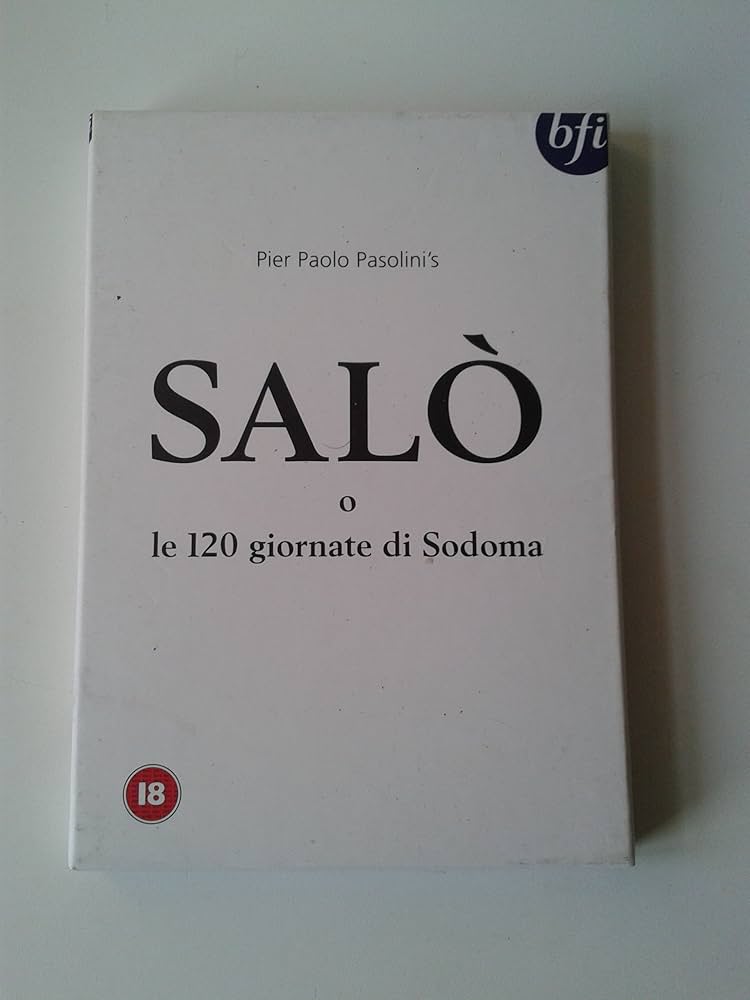 bfi
Pier Paolo Pasolini's
SALÒ
o
le 120 giornate di Sodoma
18